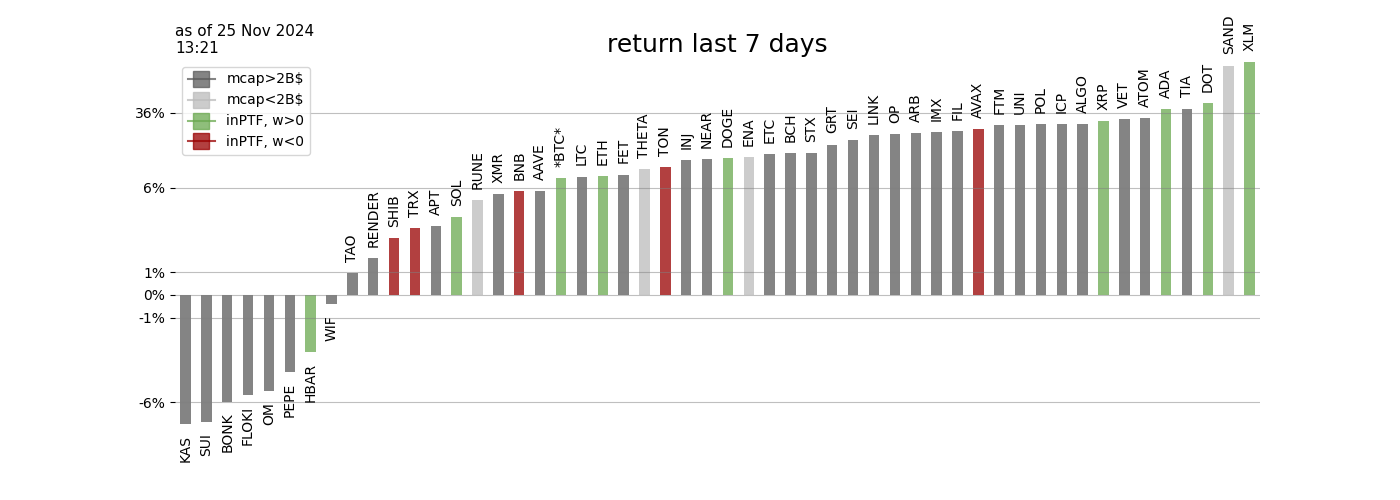 as of 25 Nov 2024
13:21
return last 7 days
mcap>2B$
mcap<2B$
inPTF, w>0
inPTF, w<0
36%
6%
1%
0%
-1%
-6%
KAS
SUI
BONK
FLOKI
OM
PEPE
HBAR
WIF
TAO
RENDER
SHIB
TRX
APT
SOL
RUNE
XMR
BNB
AAVE
*BTC*
LTC
ETH
FET
THETA
TON
INJ
NEAR
DOGE
ENA
ETC
BCH
STX
GRT
SEI
LINK
OP
ARB
IMX
FIL
AVAX
FTM
UNI
POL
ICP
ALGO
XRP
VET
ATOM
ADA
TIA
DOT
SAND
XLM